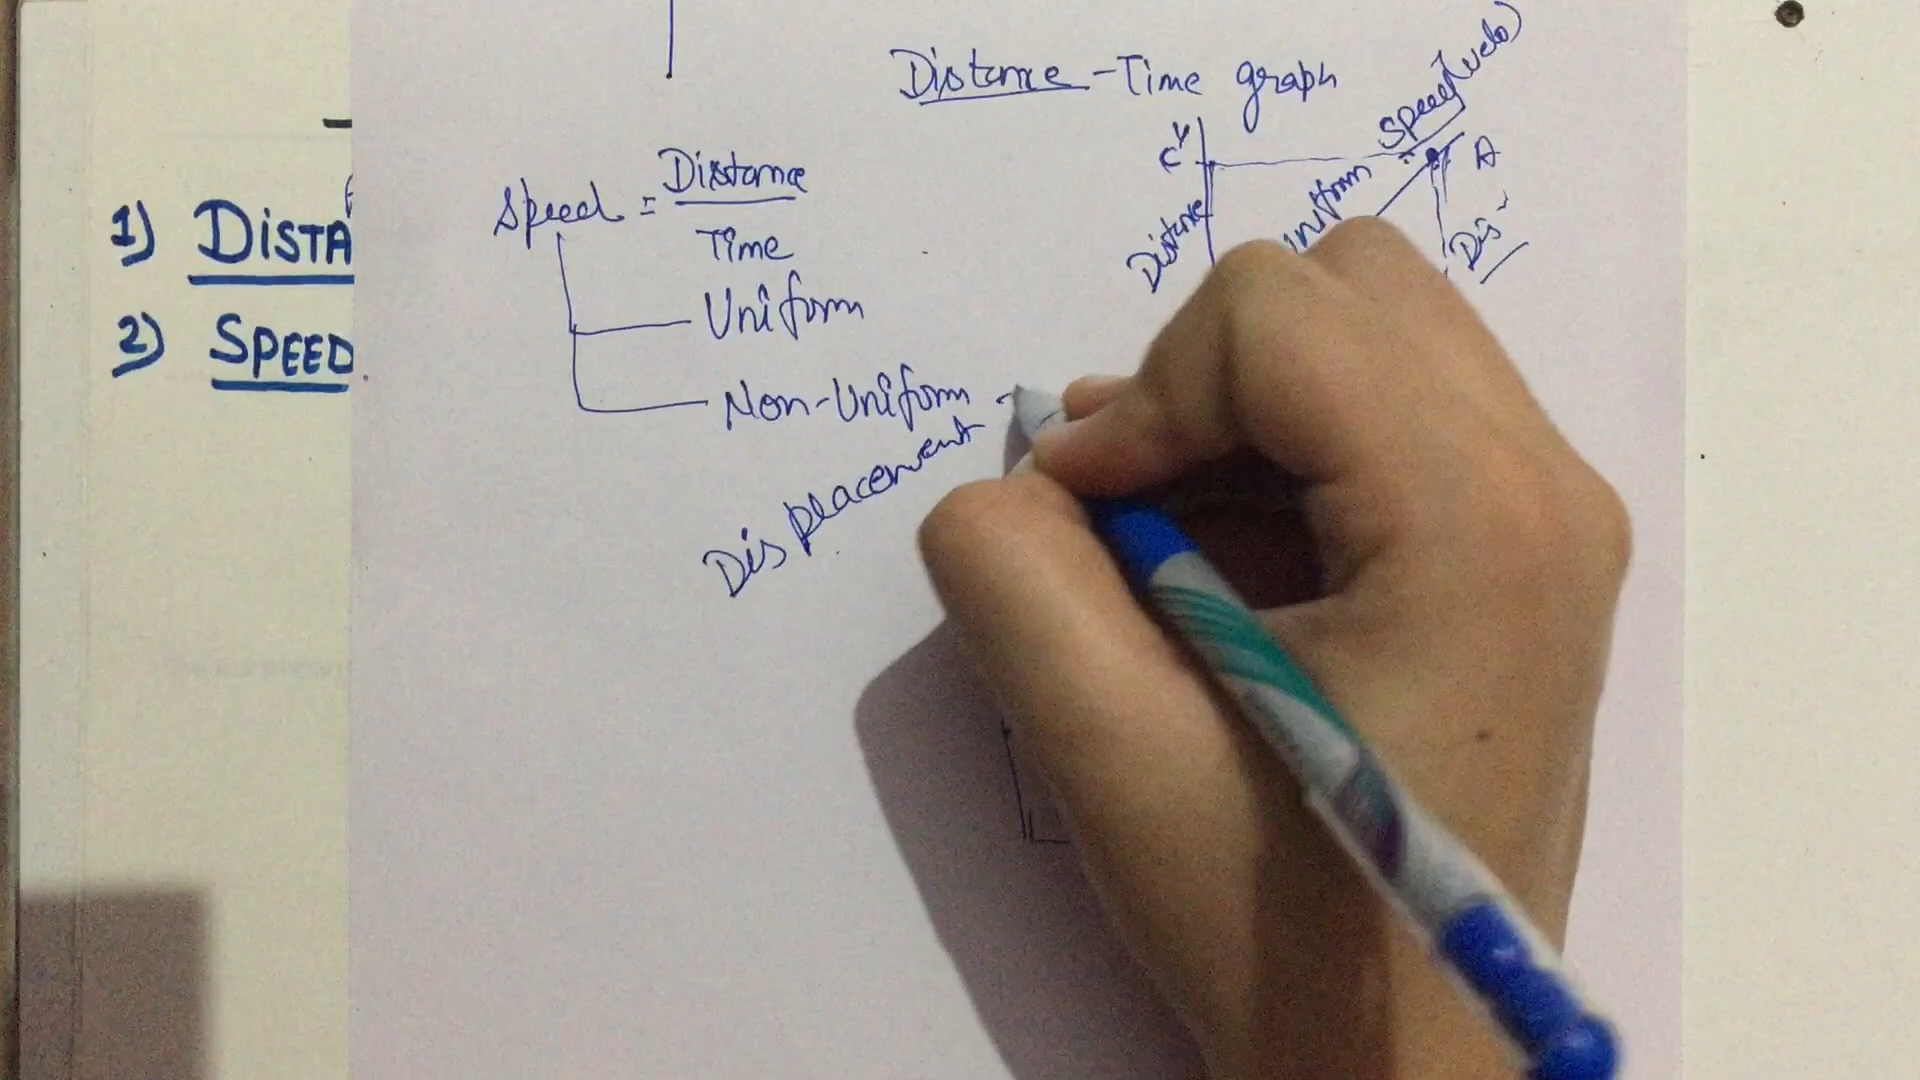 Distance - Time graph
Speed (velo)
C
A
Distance
Uniform
Dis
Speed = Distance
Time
Uniform
Non-Uniform -
Displacement
1) DISTA
2) SPEED